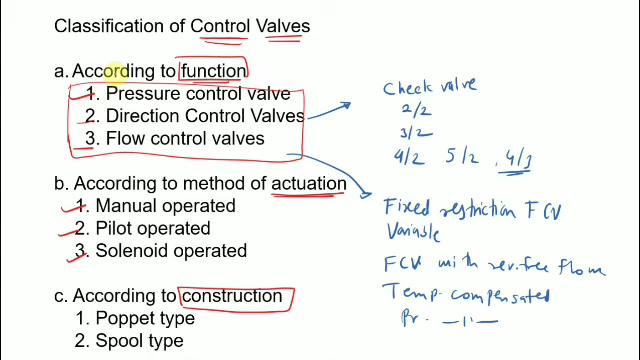 Classification of Control Valves
a. According to function
1. Pressure control valve
2. Direction Control Valves
3. Flow control valves
b. According to method of actuation
1. Manual operated
2. Pilot operated
3. Solenoid operated
c. According to construction
1. Poppet type
2. Spool type
Check valve
2/2
3/2
4/2 5/2 , 4/3
Fixed restriction FCV
Variable
FCV with rev. free flow
Temp. compensated
Pr. —11—